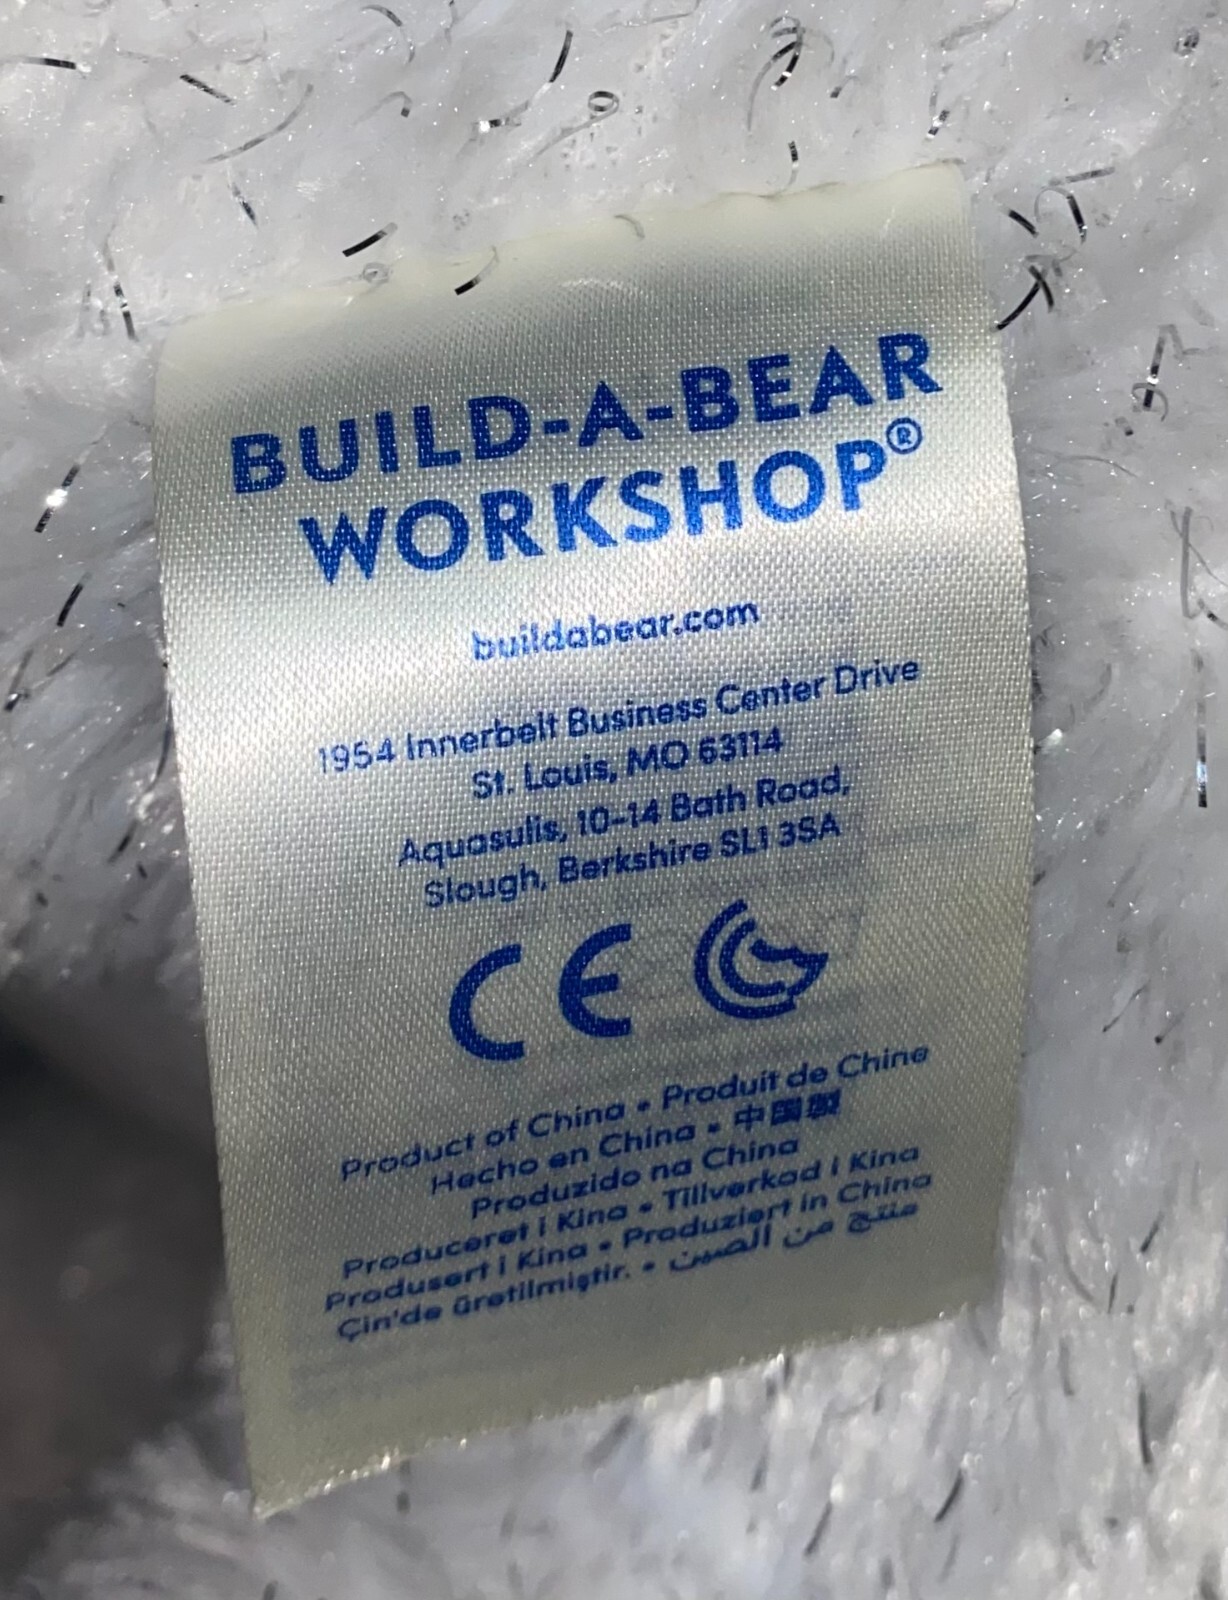 BUILD-A-BEAR
WORKSHOP®
buildabear.com
1954 Innerbelt Business Center Drive
St. Louis, MO 63114
Aquasulis, 10-14 Bath Road,
Slough, Berkshire SL1 3SA
CE
Product of China • Produit de Chine
Hecho en China • 中国製
Produzido na China
Produceret i Kina • Tillverkad i Kina
Produsert i Kina • Produziert in China
Çin'de üretilmiştir. • منتج من الصين